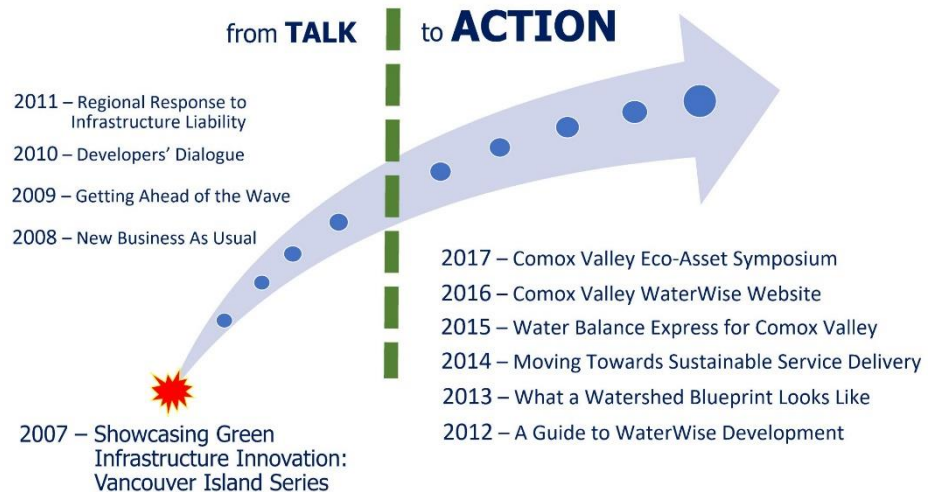 from TALK to ACTION
2011 – Regional Response to
Infrastructure Liability
2010 – Developers’ Dialogue
2009 – Getting Ahead of the Wave
2008 – New Business As Usual
2007 – Showcasing Green
Infrastructure Innovation:
Vancouver Island Series
2017 – Comox Valley Eco-Asset Symposium
2016 – Comox Valley WaterWise Website
2015 – Water Balance Express for Comox Valley
2014 – Moving Towards Sustainable Service Delivery
2013 – What a Watershed Blueprint Looks Like
2012 – A Guide to WaterWise Development